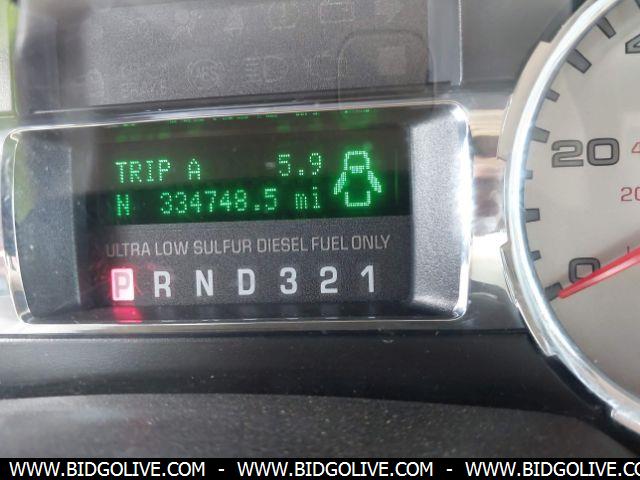 TRIP A 5.9
N 334748.5 mi
ULTRA LOW SULFUR DIESEL FUEL ONLY
P R N D 3 2 1
20
0
20
WWW.BIDGOLIVE.COM - WWW.BIDGOLIVE.COM - WWW.BIDGOLIVE.COM